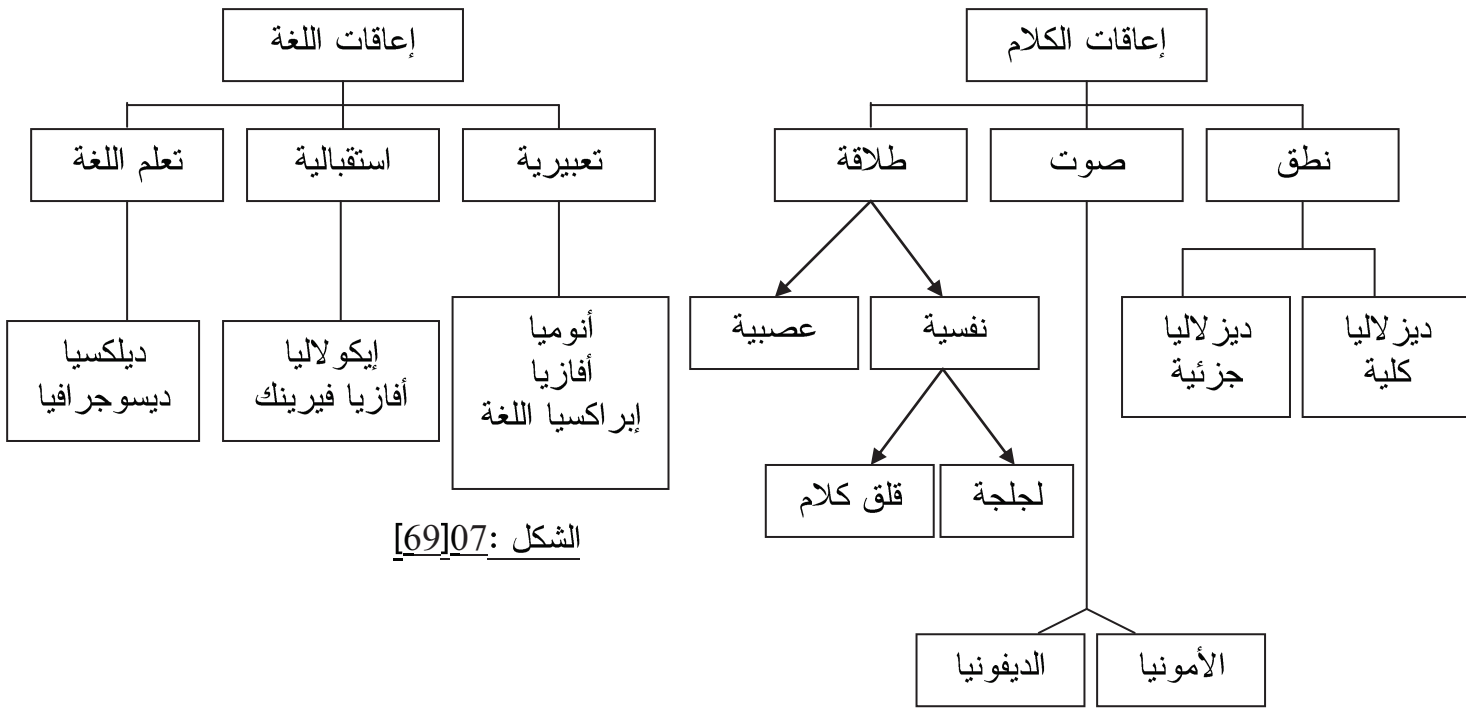 إعاقات الكلام
نطق
صوت
طلاقة
ديزلاليا
كلية
ديزلاليا
جزئية
نفسية
عصبية
لجلجة
قلق كلام
الأمونيا
الديفونيا
إعاقات اللغة
تعبيرية
استقبالية
تعلم اللغة
أنوميا
أفازيا
إبراكسيا اللغة
إيكولاليا
أفازيا فيرينك
ديلكسيا
ديسوجرافيا
الشكل :07[69]